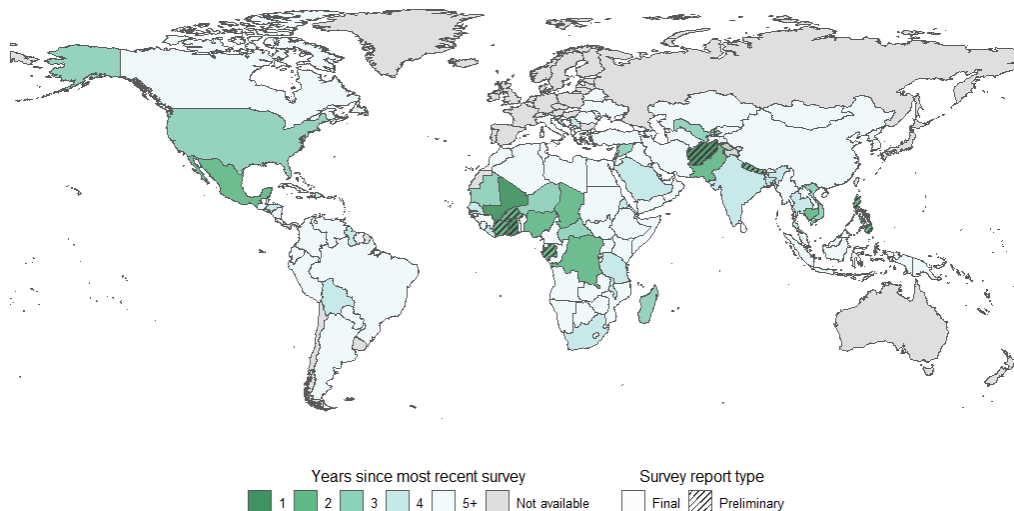 Years since most recent survey
1 2 3 4 5+ Not available
Survey report type
Final Preliminary